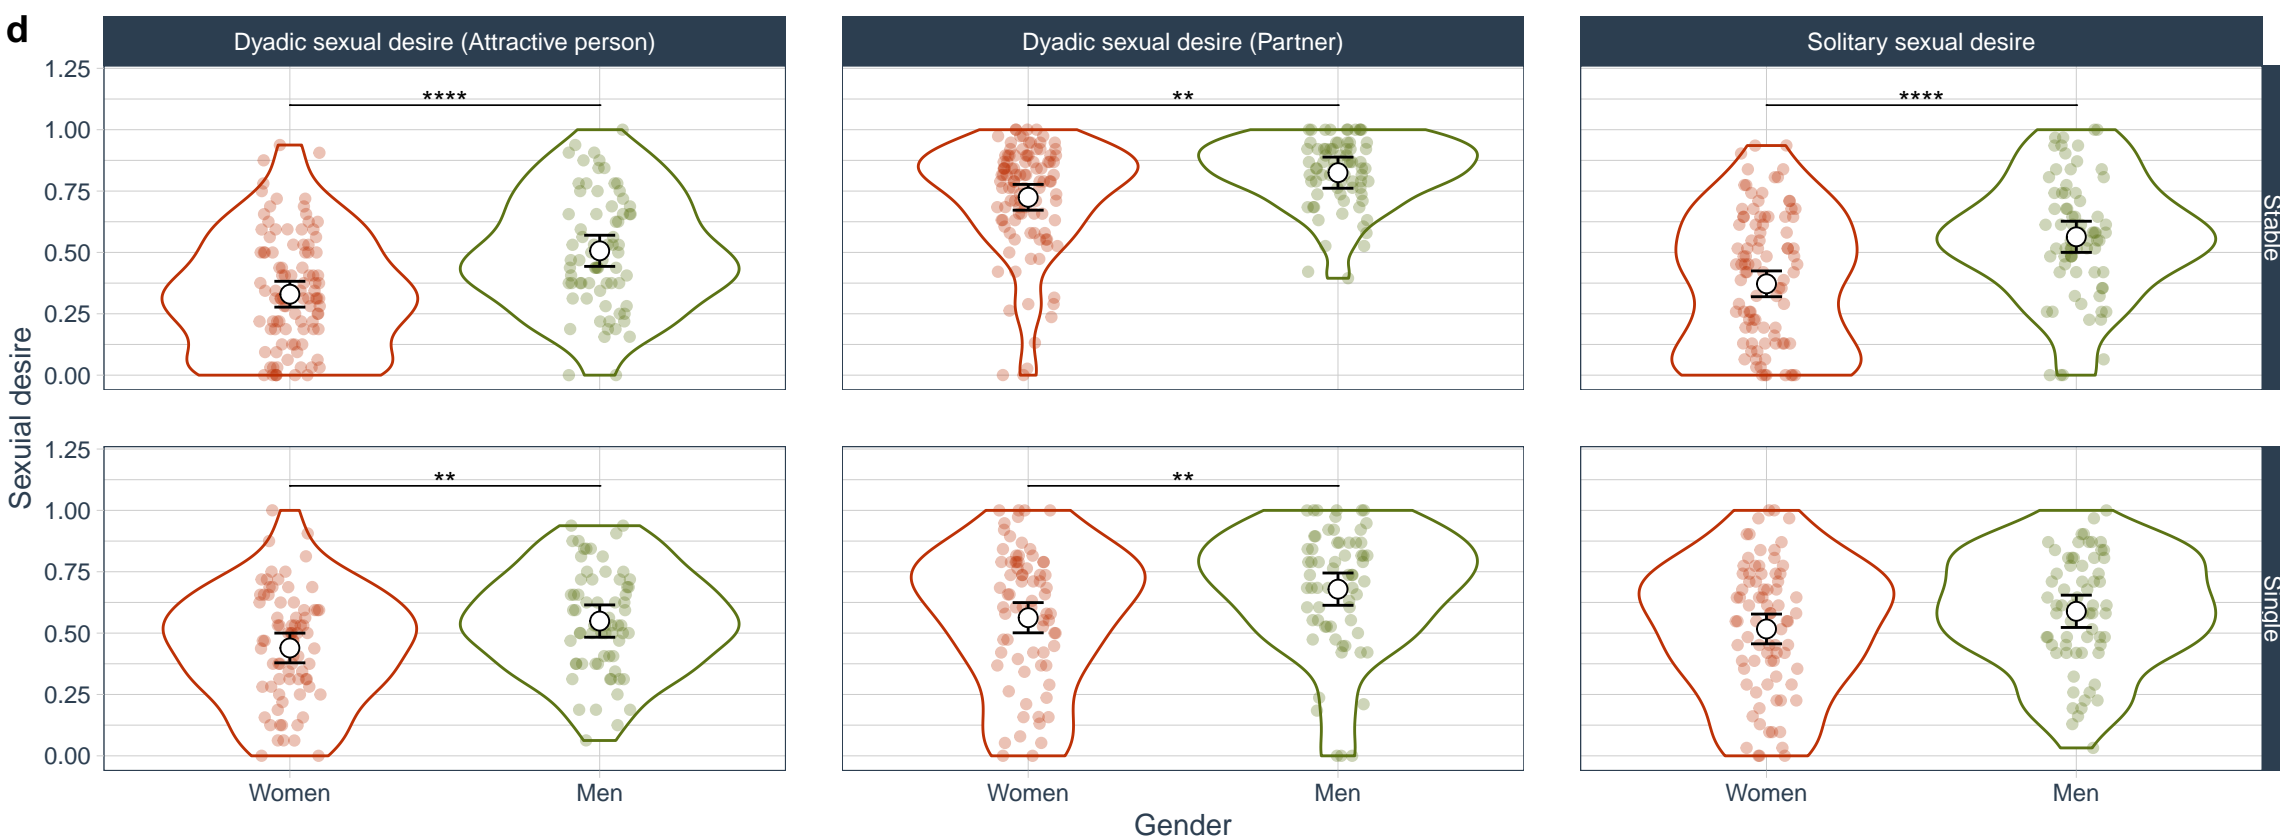 d
Dyadic sexual desire (Attractive person)
Dyadic sexual desire (Partner)
Solitary sexual desire
Sexuial desire
1.25
1.00
0.75
0.50
0.25
0.00
****
**
****
Stable
1.25
1.00
0.75
0.50
0.25
0.00
**
**
Single
Women
Men
Women
Men
Women
Men
Gender